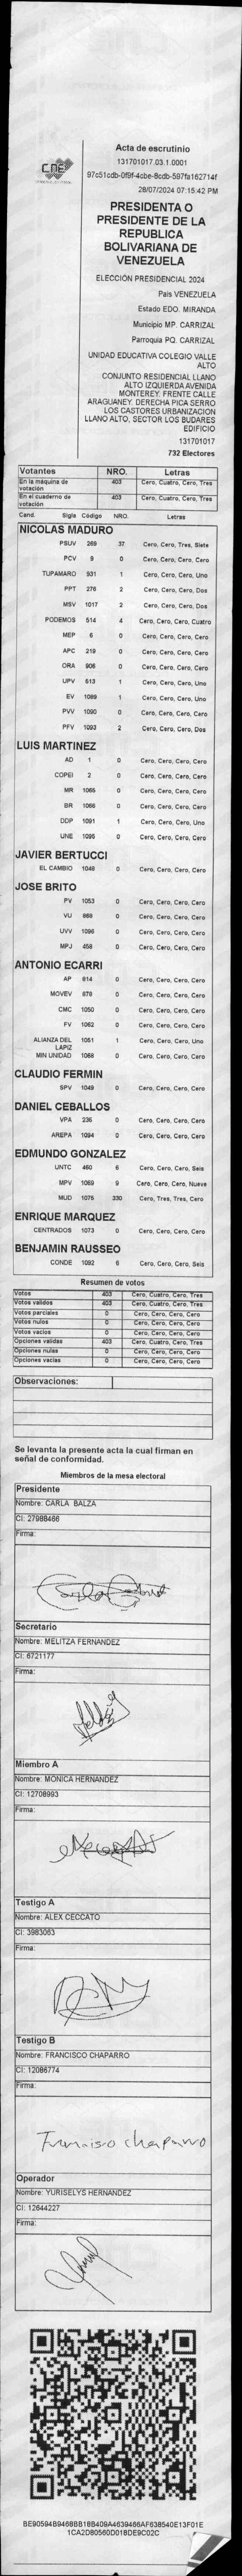 CNE
Acta de escrutinio
131701017.03.1.0001
97c51cdb-0f9f-4cbe-8cdb-597fa162714f
28/07/2024 07:15:42 PM
PRESIDENTA O
PRESIDENTE DE LA
REPUBLICA
BOLIVARIANA DE
VENEZUELA
ELECCIÓN PRESIDENCIAL 2024
Pais VENEZUELA
Estado EDO. MIRANDA
Municipio MP. CARRIZAL
Parroquia PQ. CARRIZAL
UNIDAD EDUCATIVA COLEGIO VALLE
ALTO
CONJUNTO RESIDENCIAL LLANO
ALTO IZQUIERDA AVENIDA
MONTEREY. FRENTE CALLE
ARAGUANEY. DERECHA PICA SERRO
LOS CASTORES URBANIZACION
LLANO ALTO, SECTOR LOS BUDARES
EDIFICIO
131701017
732 Electores
Votantes NRO. Letras
En la máquina de votación 403 Cero, Cuatro, Cero, Tres
En el cuaderno de votación 403 Cero, Cuatro, Cero, Tres
Cand. Sigla Código NRO. Letras
NICOLAS MADURO
PSUV 269 37 Cero, Cero, Tres, Siete
PCV 9 0 Cero, Cero, Cero, Cero
TUPAMARO 931 1 Cero, Cero, Cero, Uno
PPT 276 2 Cero, Cero, Cero, Dos
MSV 1017 2 Cero, Cero, Cero, Dos
PODEMOS 514 4 Cero, Cero, Cero, Cuatro
MEP 6 0 Cero, Cero, Cero, Cero
APC 219 0 Cero, Cero, Cero, Cero
ORA 906 0 Cero, Cero, Cero, Cero
UPV 613 1 Cero, Cero, Cero, Uno
EV 1089 1 Cero, Cero, Cero, Uno
PVV 1090 0 Cero, Cero, Cero, Cero
PFV 1093 2 Cero, Cero, Cero, Dos
LUIS MARTINEZ
AD 1 0 Cero, Cero, Cero, Cero
COPEI 2 0 Cero, Cero, Cero, Cero
MR 1065 0 Cero, Cero, Cero, Cero
BR 1066 0 Cero, Cero, Cero, Cero
DDP 1091 1 Cero, Cero, Cero, Uno
UNE 1095 0 Cero, Cero, Cero, Cero
JAVIER BERTUCCI
EL CAMBIO 1048 0 Cero, Cero, Cero, Cero
JOSE BRITO
PV 1053 0 Cero, Cero, Cero, Cero
VU 868 0 Cero, Cero, Cero, Cero
UVV 1096 0 Cero, Cero, Cero, Cero
MPJ 458 0 Cero, Cero, Cero, Cero
ANTONIO ECARRI
AP 814 0 Cero, Cero, Cero, Cero
MOVEV 878 0 Cero, Cero, Cero, Cero
CMC 1050 0 Cero, Cero, Cero, Cero
FV 1062 0 Cero, Cero, Cero, Cero
ALIANZA DEL LAPIZ 1051 1 Cero, Cero, Cero, Uno
MIN UNIDAD 1068 0 Cero, Cero, Cero, Cero
CLAUDIO FERMIN
SPV 1049 0 Cero, Cero, Cero, Cero
DANIEL CEBALLOS
VPA 235 0 Cero, Cero, Cero, Cero
AREPA 1094 0 Cero, Cero, Cero, Cero
EDMUNDO GONZALEZ
UNTC 460 6 Cero, Cero, Cero, Seis
MPV 1069 9 Cero, Cero, Cero, Nueve
MUD 1075 330 Cero, Tres, Tres, Cero
ENRIQUE MARQUEZ
CENTRADOS 1073 0 Cero, Cero, Cero, Cero
BENJAMIN RAUSSEO
CONDE 1092 6 Cero, Cero, Cero, Seis
Resumen de votos
Votos 403 Cero, Cuatro, Cero, Tres
Votos validos 403 Cero, Cuatro, Cero, Tres
Votos parciales 0 Cero, Cero, Cero, Cero
Votos nulos 0 Cero, Cero, Cero, Cero
Votos vacios 0 Cero, Cero, Cero, Cero
Opciones validas 403 Cero, Cuatro, Cero, Tres
Opciones nulas 0 Cero, Cero, Cero, Cero
Opciones vacias 0 Cero, Cero, Cero, Cero
Observaciones:
Se levanta la presente acta la cual firman en
señal de conformidad.
Miembros de la mesa electoral
Presidente
Nombre: CARLA BALZA
CI: 27988466
Firma:
Secretario
Nombre: MELITZA FERNANDEZ
CI: 6721177
Firma:
Miembro A
Nombre: MONICA HERNANDEZ
CI: 12708993
Firma:
Testigo A
Nombre: ALEX CECCATO
CI: 3983063
Firma:
Testigo B
Nombre: FRANCISCO CHAPARRO
CI: 12086774
Firma:
Francisco chaparro
Operador
Nombre: YURISELYS HERNANDEZ
CI: 12644227
Firma:
BE90594B9468BB18B409A4639466AF638540E13F01E
1CA2D80560D018DE9C02C